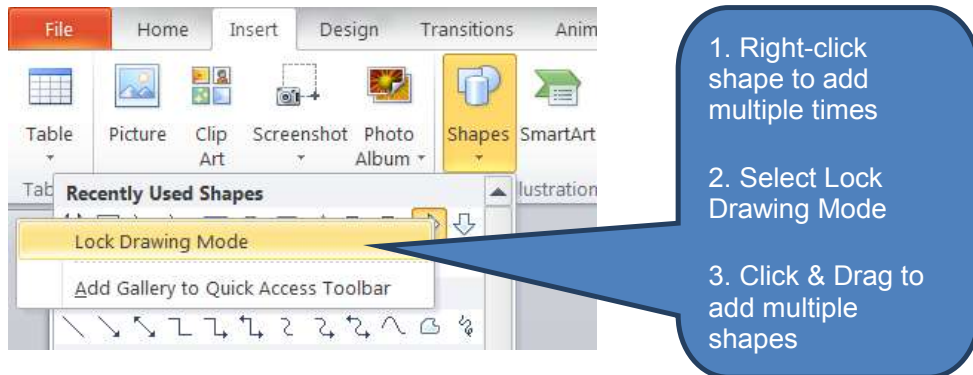 File Home Insert Design Transitions Anim
Table Picture Clip Art Screenshot Photo Album Shapes SmartArt
Tab lustration
Recently Used Shapes
Lock Drawing Mode
Add Gallery to Quick Access Toolbar
1. Right-click
shape to add
multiple times
2. Select Lock
Drawing Mode
3. Click & Drag to
add multiple
shapes